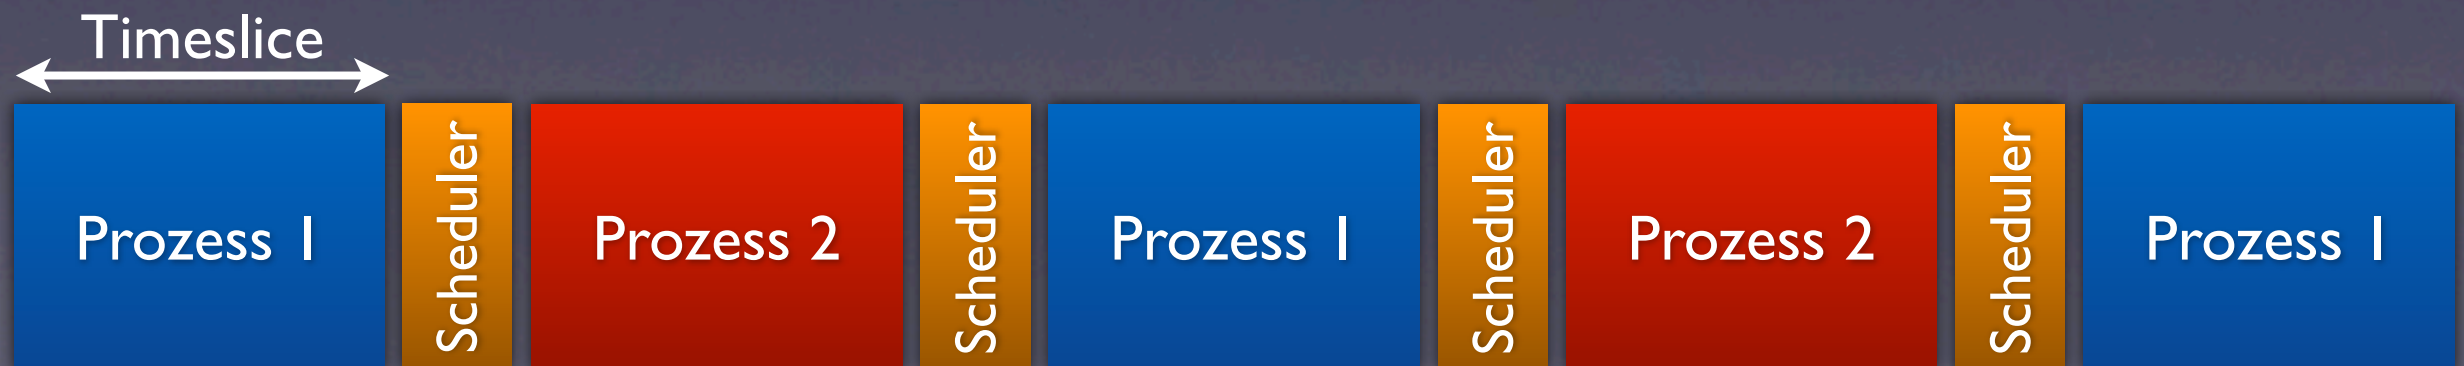 Timeslice
Prozess 1
Scheduler
Prozess 2
Scheduler
Prozess 1
Scheduler
Prozess 2
Scheduler
Prozess 1